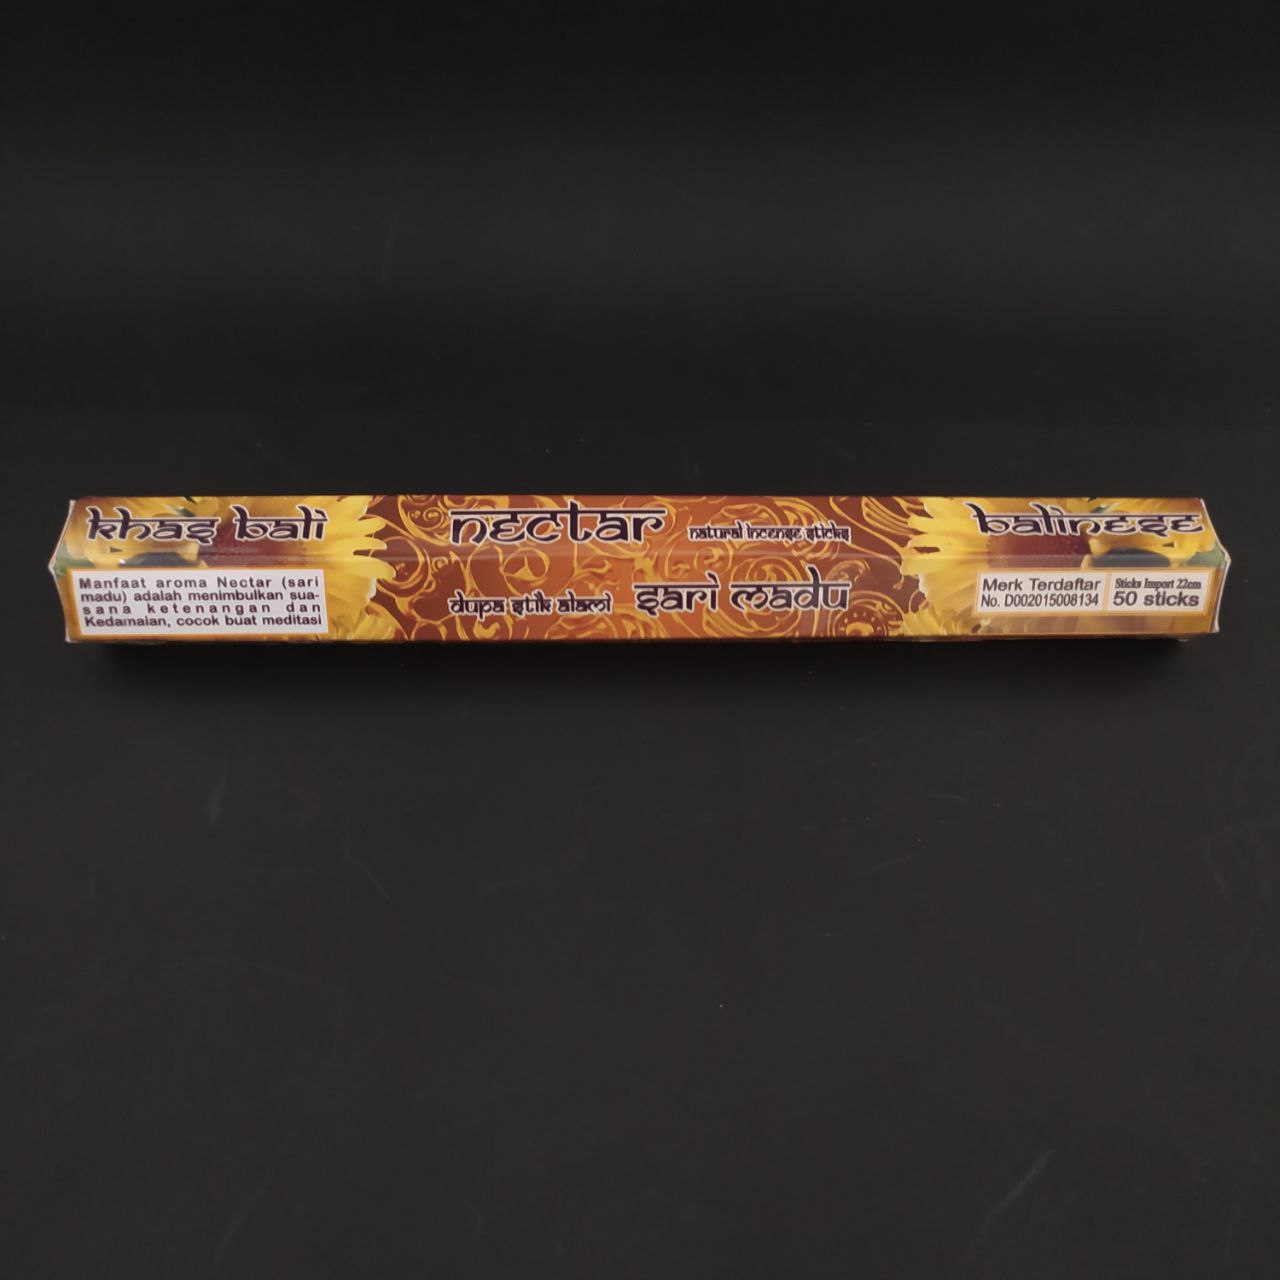 khas bali
nectar natural incense sticks
balinese
Manfaat aroma Nectar (sari
madu) adalah menimbulkan sua-
sana ketenangan dan
Kedamaian, cocok buat meditasi
dupa stik alami sari madu
Merk Terdaftar
No. D002015008134
Sticks Import 22cm
50 sticks